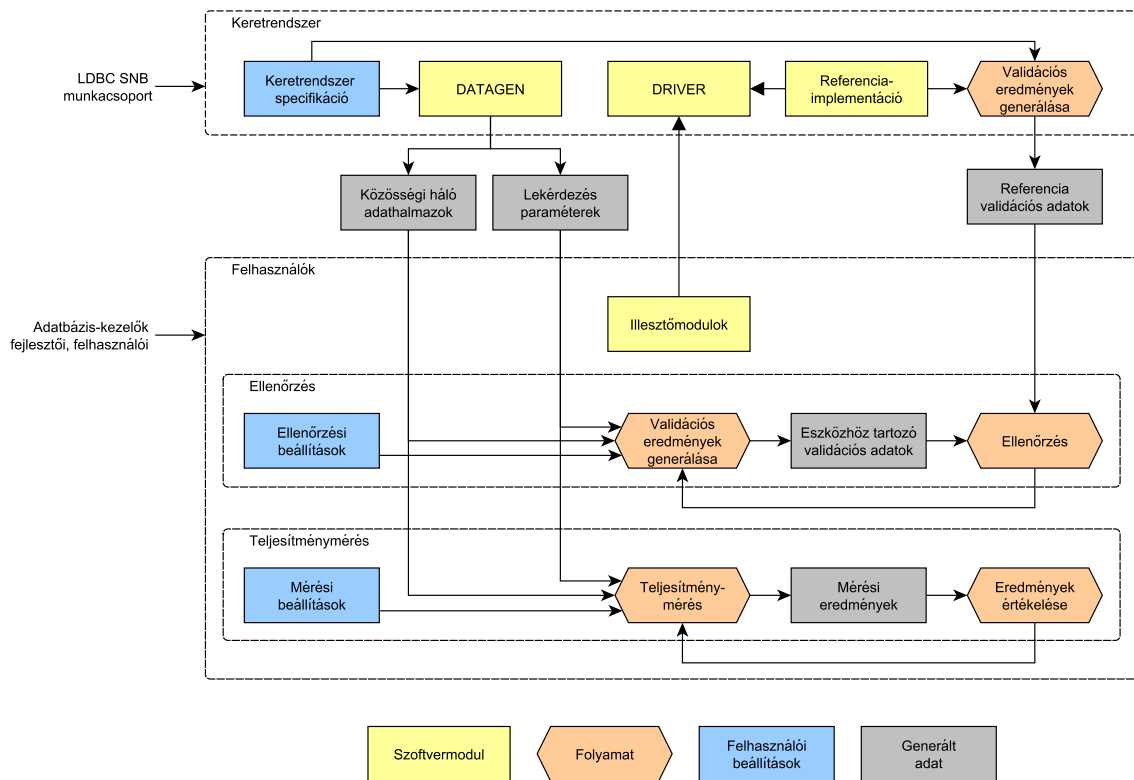 Keretrendszer
LDBC SNB
munkacsoport
Keretrendszer
specifikáció
DATAGEN
DRIVER
Referencia-
implementáció
Validációs
eredmények
generálása
Közösségi háló
adathalmazok
Lekérdezés
paraméterek
Referencia
validációs adatok
Felhasználók
Adatbázis-kezelők
fejlesztői, felhasználói
Illesztőmodulok
Ellenőrzés
Ellenőrzési
beállítások
Validációs
eredmények
generálása
Eszközhöz tartozó
validációs adatok
Ellenőrzés
Teljesítménymérés
Mérési
beállítások
Teljesítmény-
mérés
Mérési
eredmények
Eredmények
értékelése
Szoftvermodul
Folyamat
Felhasználói
beállítások
Generált
adat